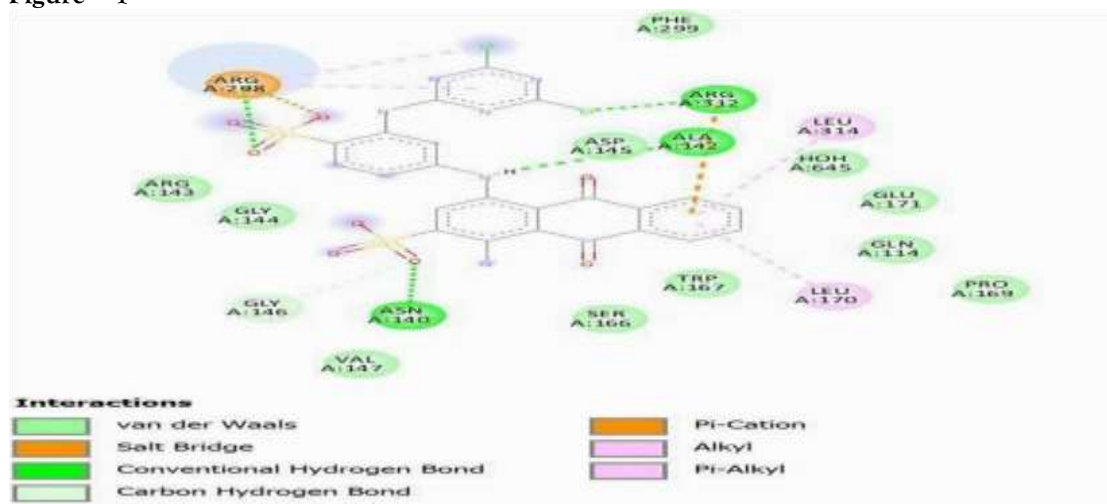 Figure - 1
PHE
A:299
ARG
A:298
ARG
A:312
LEU
A:314
ASP
A:145
ALA
A:142
HOH
A:645
ARG
A:143
GLU
A:171
GLY
A:144
GLN
A:114
TRP
A:167
PRO
A:169
LEU
A:170
GLY
A:146
ASN
A:140
SER
A:166
VAL
A:147
H
Interactions
van der Waals
Salt Bridge
Conventional Hydrogen Bond
Carbon Hydrogen Bond
Pi-Cation
Alkyl
Pi-Alkyl